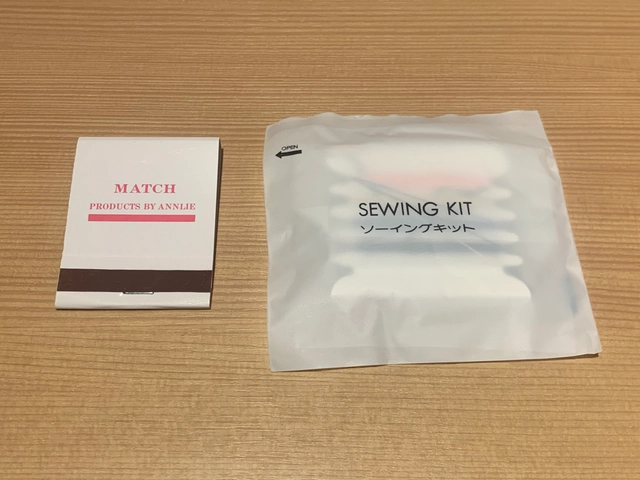 MATCH
PRODUCTS BY ANNLIE
OPEN
SEWING KIT
ソーイングキット